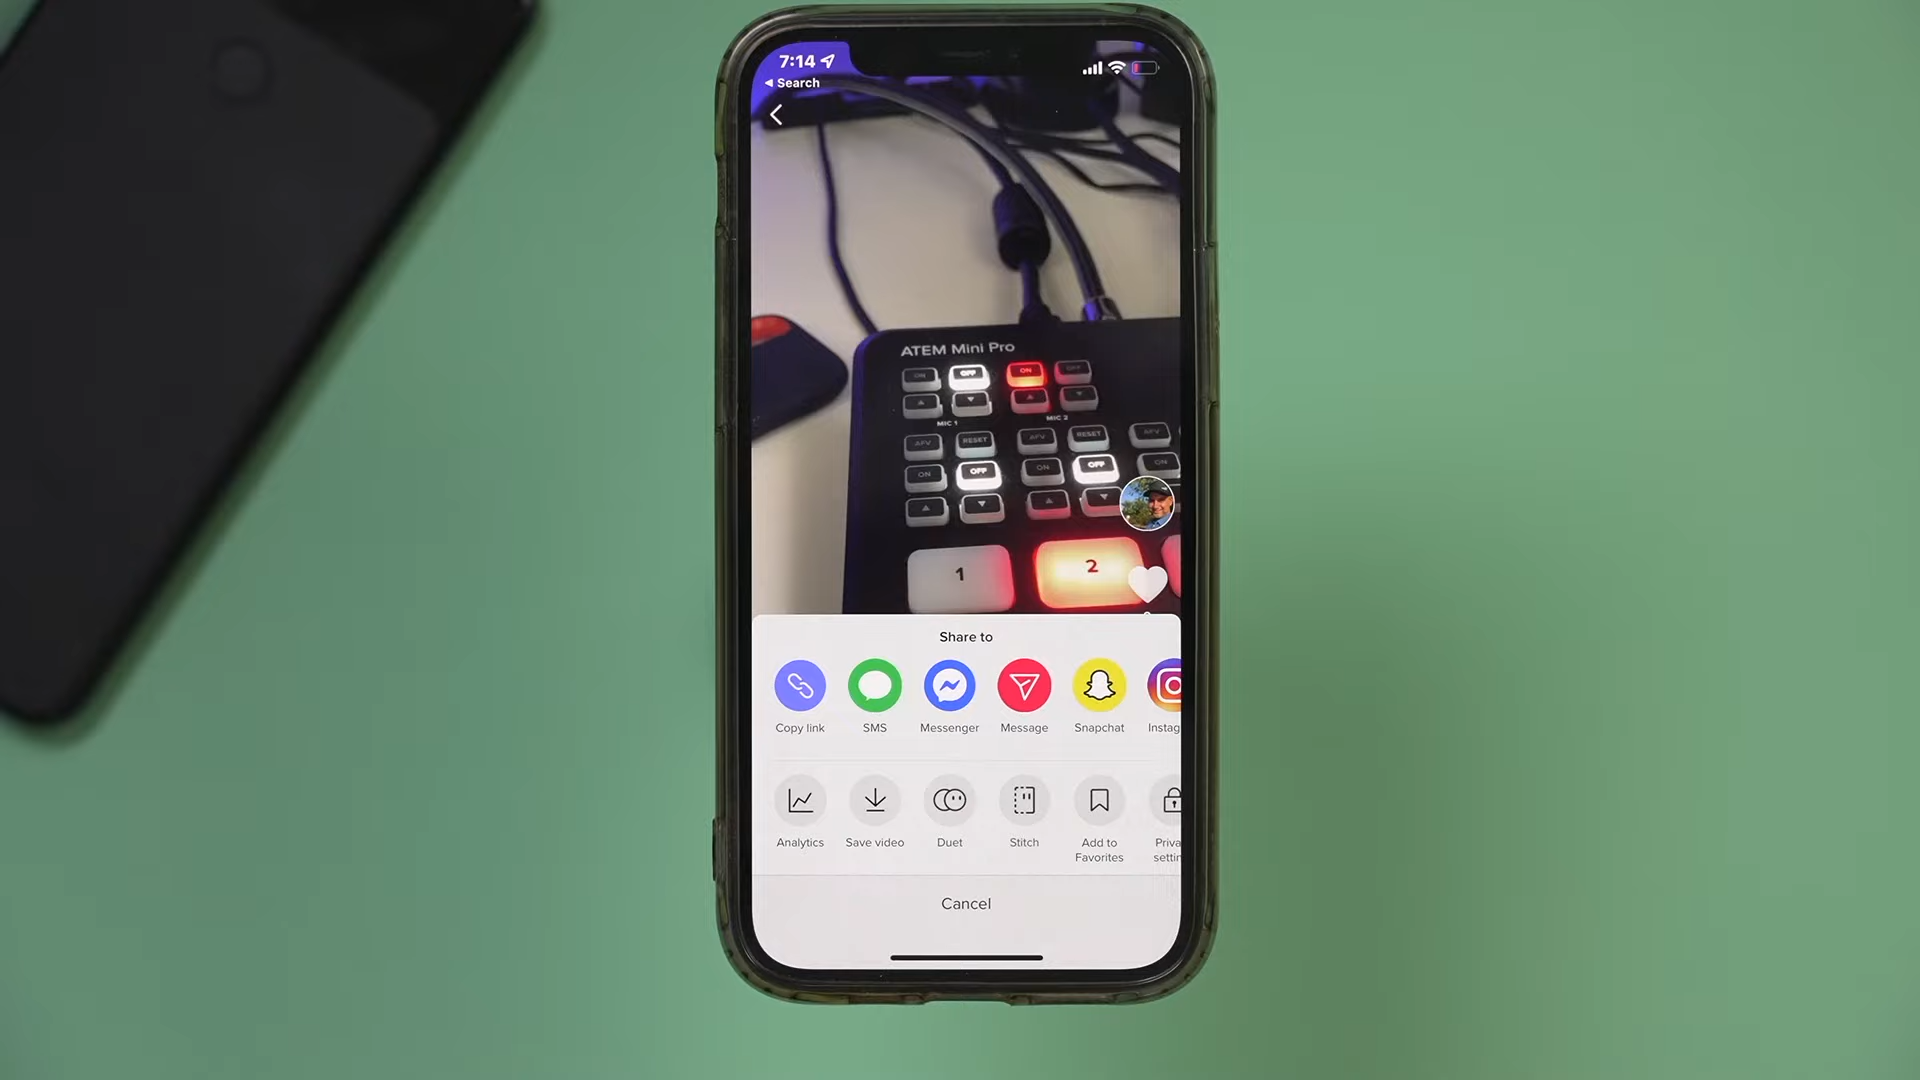 7:14
Search
ATEM Mini Pro
ON OFF ON OFF
MIC 1 MIC 2
AFV RESET AFV RESET AFV
ON OFF ON OFF ON
1 2
Share to
Copy link SMS Messenger Message Snapchat Instag
Analytics Save video Duet Stitch Add to Priva
Favorites settin
Cancel